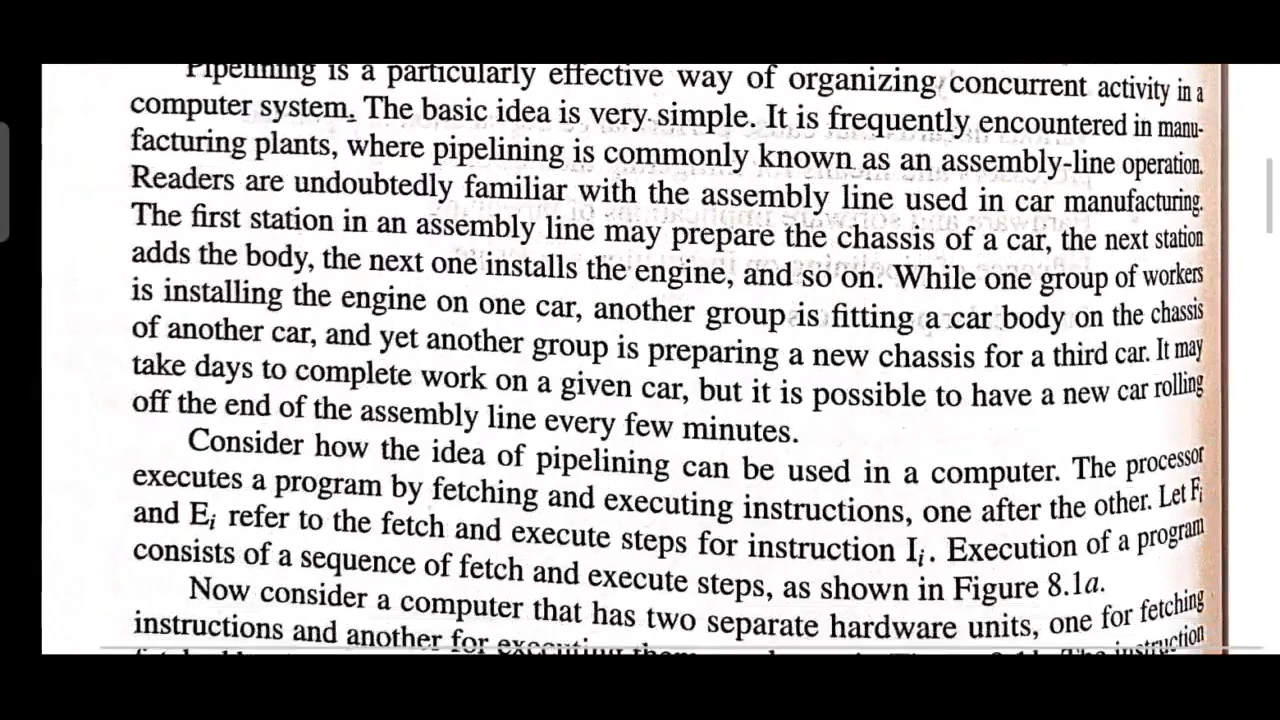 Pipelining is a particularly effective way of organizing concurrent activity in a
computer system. The basic idea is very simple. It is frequently encountered in manu-
facturing plants, where pipelining is commonly known as an assembly-line operation.
Readers are undoubtedly familiar with the assembly line used in car manufacturing.
The first station in an assembly line may prepare the chassis of a car, the next station
adds the body, the next one installs the engine, and so on. While one group of workers
is installing the engine on one car, another group is fitting a car body on the chassis
of another car, and yet another group is preparing a new chassis for a third car. It may
take days to complete work on a given car, but it is possible to have a new car rolling
off the end of the assembly line every few minutes.
Consider how the idea of pipelining can be used in a computer. The processor
executes a program by fetching and executing instructions, one after the other. Let Fi
and Ei refer to the fetch and execute steps for instruction Ii. Execution of a program
consists of a sequence of fetch and execute steps, as shown in Figure 8.1a.
Now consider a computer that has two separate hardware units, one for fetching
instructions and another for executing them The instruction